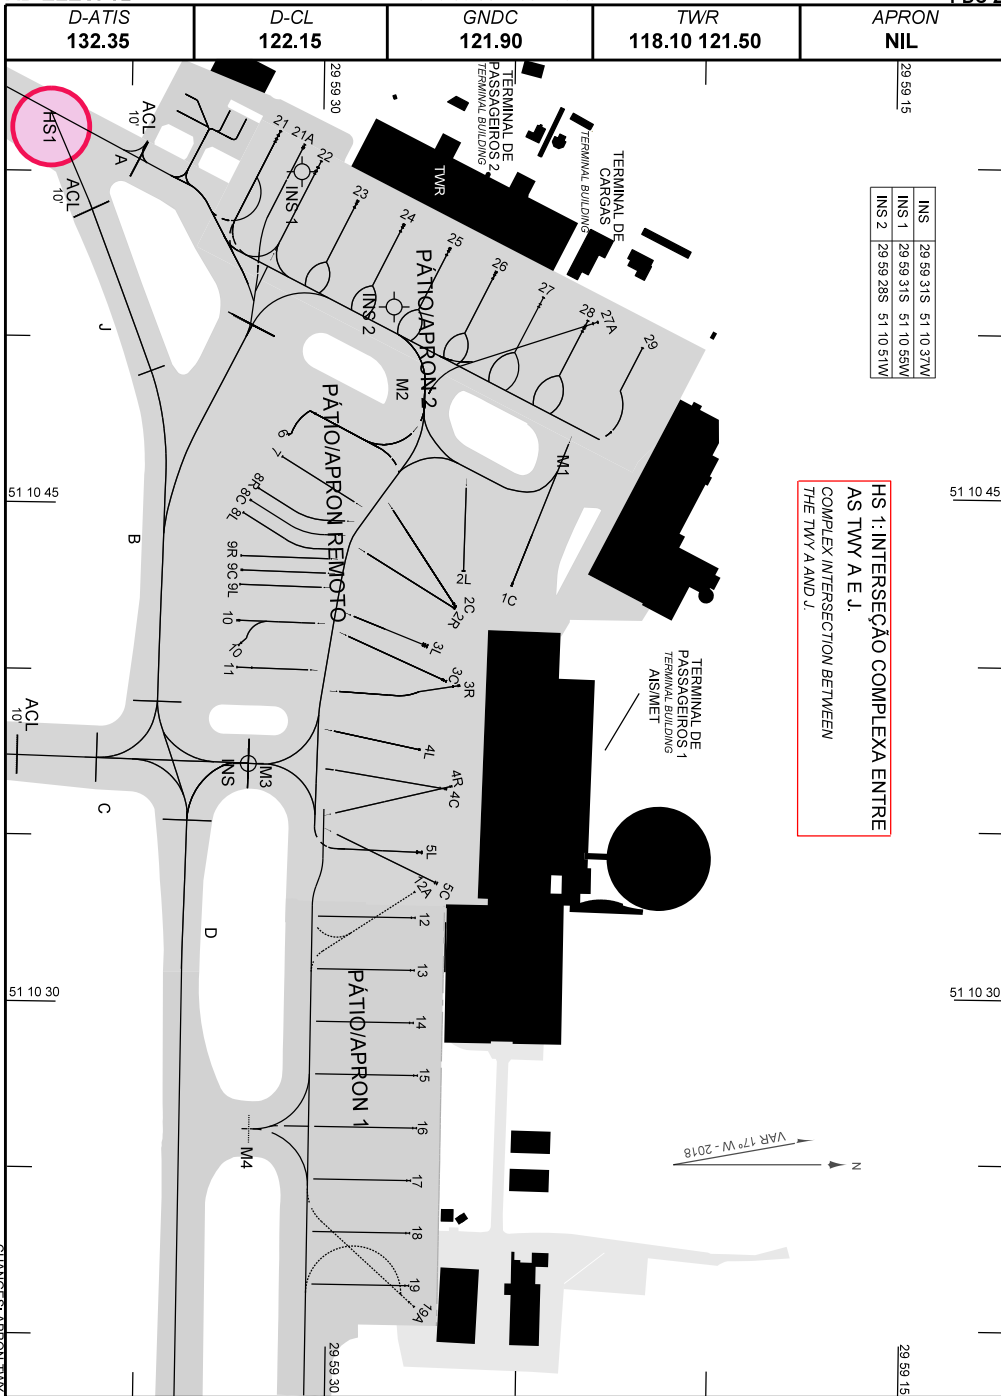 D-ATIS
132.35
D-CL
122.15
GNDC
121.90
TWR
118.10 121.50
APRON
NIL
29 59 30
29 59 15
TERMINAL DE
PASSAGEIROS 2
TERMINAL BUILDING
TERMINAL DE
CARGAS
TERMINAL BUILDING
TWR
HS1
ACL
10'
A
ACL
10'
J
21
21A
22
23
24
25
26
27
28
27A
29
INS 1
INS 2
PÁTIO/APRON 2
M2
M1
INS 29 59 31S 51 10 37W
INS 1 29 59 31S 51 10 55W
INS 2 29 59 28S 51 10 51W
HS 1: INTERSEÇÃO COMPLEXA ENTRE
AS TWY A E J.
COMPLEX INTERSECTION BETWEEN
THE TWY A AND J.
51 10 45
51 10 45
PÁTIO/APRON REMOTO
6
7
8R
8C
8L
9R 9C 9L
10
10
11
B
2L
2C
2R
1C
3L
3C
3R
4L
4R 4C
5L
5C
TERMINAL DE
PASSAGEIROS 1
TERMINAL BUILDING
AIS/MET
ACL
10'
C
INS
M3
D
12A
12
13
14
15
16
17
18
19
19A
PÁTIO/APRON 1
M4
51 10 30
51 10 30
VAR 17° W - 2018
N
29 59 30
29 59 15